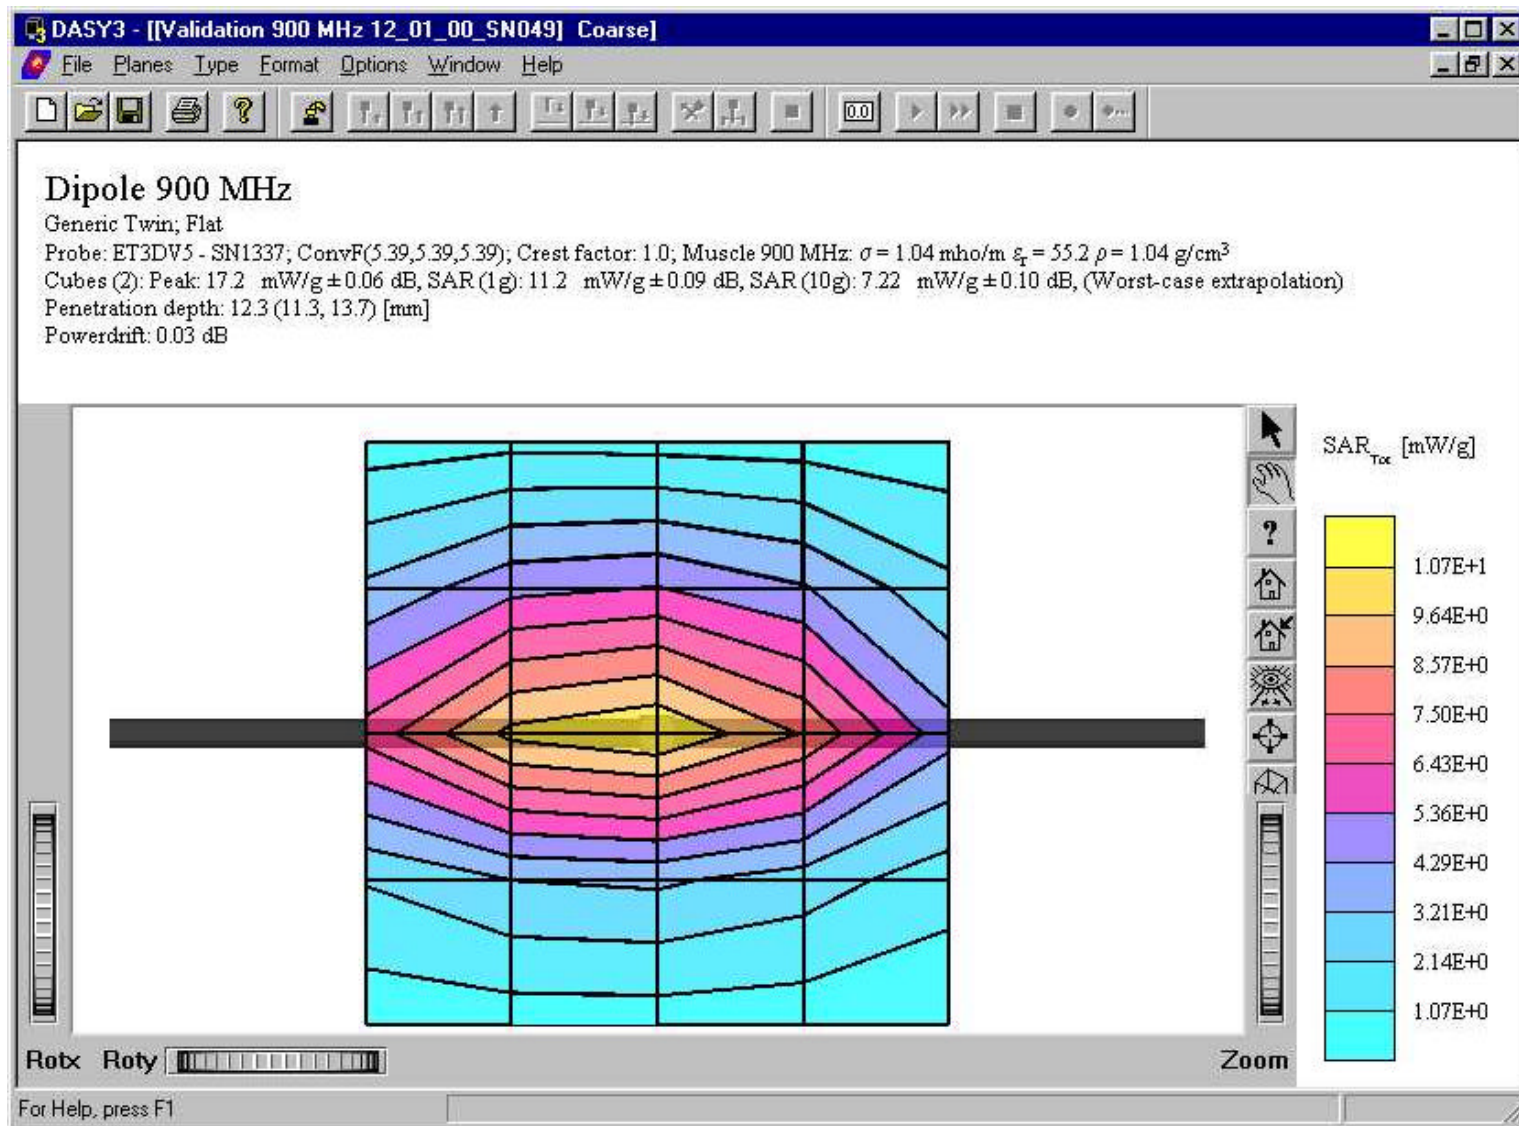 DASY3 - [[Validation 900 MHz 12_01_00_SN049] Coarse]
File Planes Type Format Options Window Help
0.0
Dipole 900 MHz
Generic Twin; Flat
Probe: ET3DV5 - SN1337; ConvF(5.39,5.39,5.39); Crest factor: 1.0; Muscle 900 MHz: σ = 1.04 mho/m εr = 55.2 ρ = 1.04 g/cm³
Cubes (2): Peak: 17.2 mW/g ± 0.06 dB, SAR (1g): 11.2 mW/g ± 0.09 dB, SAR (10g): 7.22 mW/g ± 0.10 dB, (Worst-case extrapolation)
Penetration depth: 12.3 (11.3, 13.7) [mm]
Powerdrift: 0.03 dB
SAR Tot [mW/g]
1.07E+1
9.64E+0
8.57E+0
7.50E+0
6.43E+0
5.36E+0
4.29E+0
3.21E+0
2.14E+0
1.07E+0
Rotx Roty Zoom
For Help, press F1